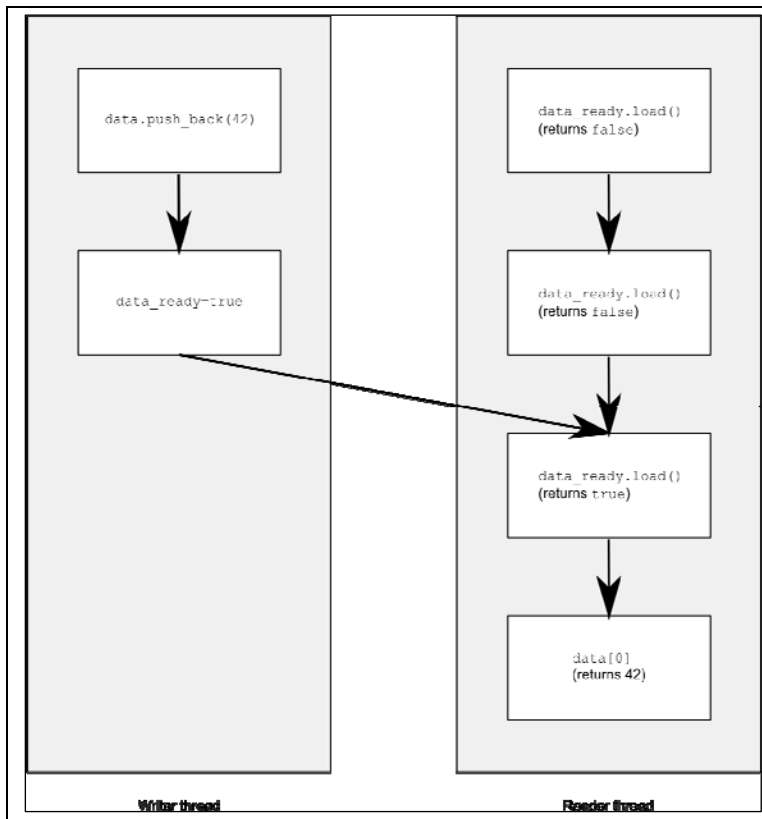 data.push_back(42)
data_ready=true
Writer thread
data_ready.load()
(returns false)
data_ready.load()
(returns false)
data_ready.load()
(returns true)
data[0]
(returns 42)
Reader thread